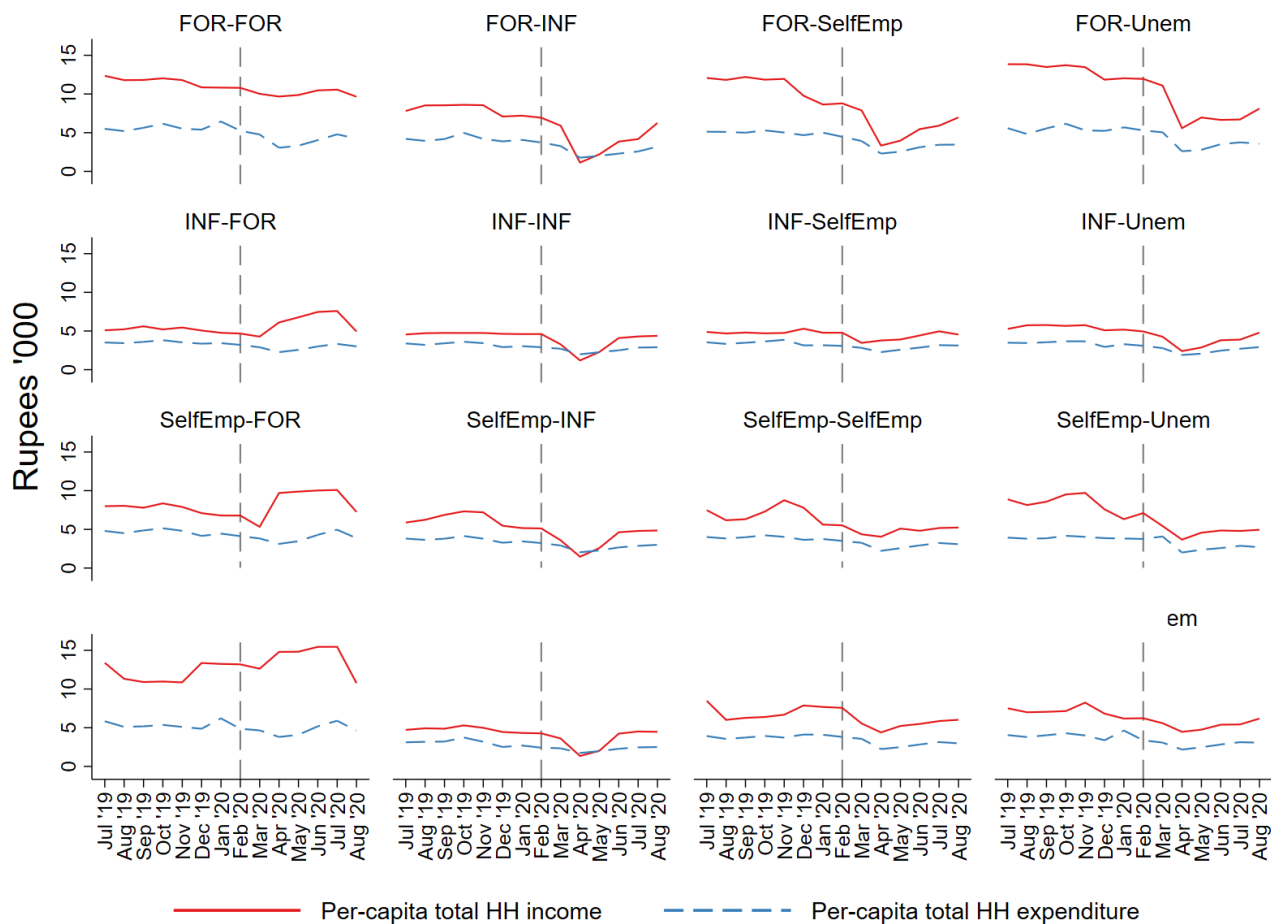 FOR-FOR FOR-INF FOR-SelfEmp FOR-Unem
15
10
5
0
INF-FOR INF-INF INF-SelfEmp INF-Unem
15
10
5
0
Rupees '000
SelfEmp-FOR SelfEmp-INF SelfEmp-SelfEmp SelfEmp-Unem
15
10
5
0
em
15
10
5
0
Jul '19 Aug '19 Sep '19 Oct '19 Nov '19 Dec '19 Jan '20 Feb '20 Mar '20 Apr '20 May '20 Jun '20 Jul '20 Aug '20
Jul '19 Aug '19 Sep '19 Oct '19 Nov '19 Dec '19 Jan '20 Feb '20 Mar '20 Apr '20 May '20 Jun '20 Jul '20 Aug '20
Jul '19 Aug '19 Sep '19 Oct '19 Nov '19 Dec '19 Jan '20 Feb '20 Mar '20 Apr '20 May '20 Jun '20 Jul '20 Aug '20
Jul '19 Aug '19 Sep '19 Oct '19 Nov '19 Dec '19 Jan '20 Feb '20 Mar '20 Apr '20 May '20 Jun '20 Jul '20 Aug '20
Per-capita total HH income Per-capita total HH expenditure